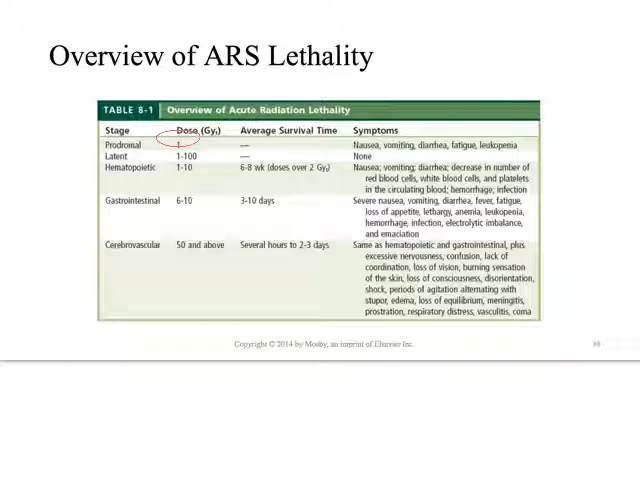 Overview of ARS Lethality
TABLE 8-1 Overview of Acute Radiation Lethality
Stage Dose (Gyt) Average Survival Time Symptoms
Prodromal 1 — Nausea, vomiting, diarrhea, fatigue, leukopenia
Latent 1-100 — None
Hematopoietic 1-10 6-8 wk (doses over 2 Gyt) Nausea; vomiting; diarrhea; decrease in number of
red blood cells, white blood cells, and platelets
in the circulating blood; hemorrhage; infection
Gastrointestinal 6-10 3-10 days Severe nausea, vomiting, diarrhea, fever, fatigue,
loss of appetite, lethargy, anemia, leukopenia,
hemorrhage, infection, electrolytic imbalance,
and emaciation
Cerebrovascular 50 and above Several hours to 2-3 days Same as hematopoietic and gastrointestinal, plus
excessive nervousness, confusion, lack of
coordination, loss of vision, burning sensation
of the skin, loss of consciousness, disorientation,
shock, periods of agitation alternating with
stupor, edema, loss of equilibrium, meningitis,
prostration, respiratory distress, vasculitis, coma
Copyright © 2014 by Mosby, an imprint of Elsevier Inc.